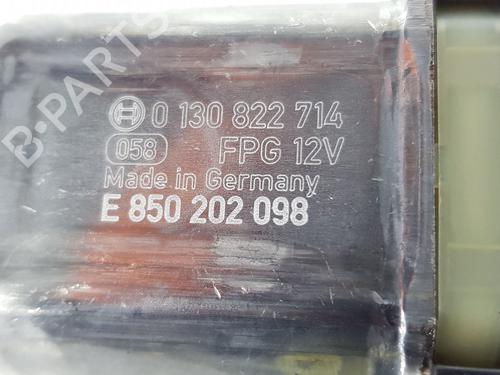 0 130 822 714
058 FPG 12V
Made in Germany
E 850 202 098
B-PARTS